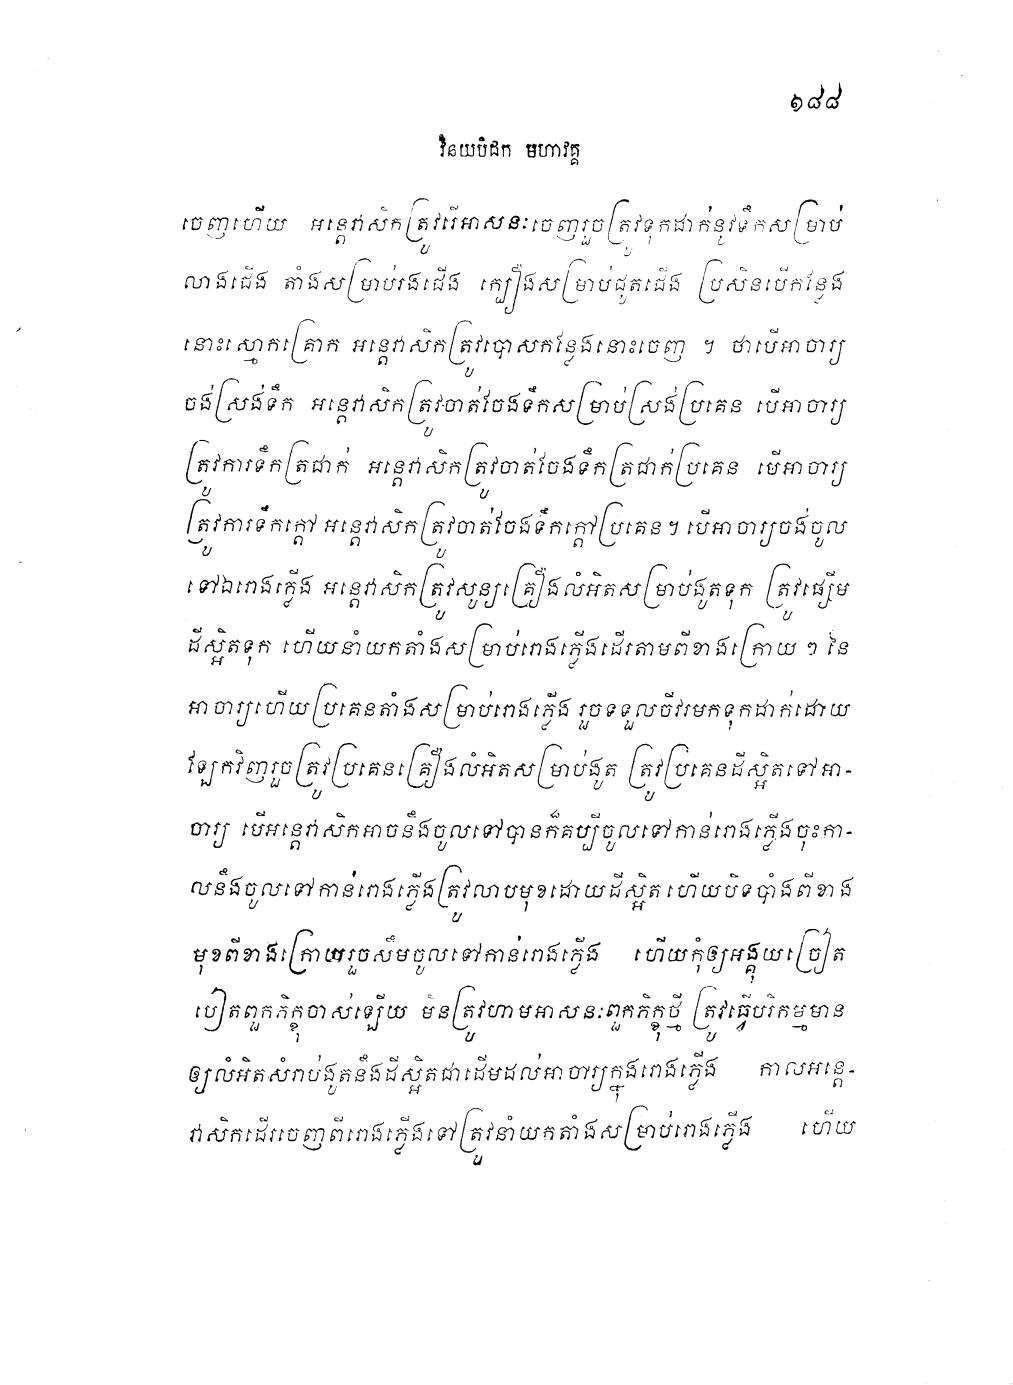 ១៨៨
វិនយបិដក មហាវគ្គ
ចេញហើយ អន្តេវាសិកត្រូវរើអាសនៈចេញរួចត្រូវទុកដាក់នូវទឹកសម្រាប់
លាងជើង តាំងសម្រាប់រងជើង ក្បឿងសម្រាប់ជូតជើង ប្រសិនបើកន្លែង
នោះស្មោកគ្រោក អន្តេវាសិកត្រូវបោសកន្លែងនោះចេញ ។ ថាបើអាចារ្យ
ចង់ស្រង់ទឹក អន្តេវាសិកត្រូវចាត់ចែងទឹកសម្រាប់ស្រង់ប្រគេន បើអាចារ្យ
ត្រូវការទឹកត្រជាក់ អន្តេវាសិកត្រូវចាត់ចែងទឹកត្រជាក់ប្រគេន បើអាចារ្យ
ត្រូវការទឹកក្តៅ អន្តេវាសិកត្រូវចាត់ចែងទឹកក្តៅប្រគេន។ បើអាចារ្យចង់ចូល
ទៅឯរោងភ្លើង អន្តេវាសិកត្រូវសូន្យគ្រឿងលំអិតសម្រាប់ងូតទុក ត្រូវផ្សើម
ដីស្អិតទុក ហើយនាំយកតាំងសម្រាប់រោងភ្លើងដើរតាមពីខាងក្រោយ ៗ នៃ
អាចារ្យហើយប្រគេនតាំងសម្រាប់រោងភ្លើង រួចទទួលចីវរមកទុកដាក់ដោយ
ឡែកវិញរួចត្រូវប្រគេនគ្រឿងលំអិតសម្រាប់ងូត ត្រូវប្រគេនដីស្អិតទៅអា-
ចារ្យ បើអន្តេវាសិកអាចនឹងចូលទៅបានក៏គប្បីចូលទៅកាន់រោងភ្លើងចុះកា-
លនឹងចូលទៅកាន់រោងភ្លើងត្រូវលាបមុខដោយដីស្អិត ហើយបិទបាំងពីខាង
មុខពីខាងក្រោយរួចសឹមចូលទៅកាន់រោងភ្លើង ហើយកុំឲ្យអង្គុយច្រៀត
បៀតពួកភិក្ខុចាស់ឡើយ មិនត្រូវហាមអាសនៈពួកភិក្ខុថ្មី ត្រូវធ្វើបរិកម្មមាន
ឲ្យលំអិតសំរាប់ងូតនឹងដីស្អិតជាដើមដល់អាចារ្យក្នុងរោងភ្លើង កាលអន្តេ-
វាសិកដើរចេញពីរោងភ្លើងទៅត្រូវនាំយកតាំងសម្រាប់រោងភ្លើង ហើយ